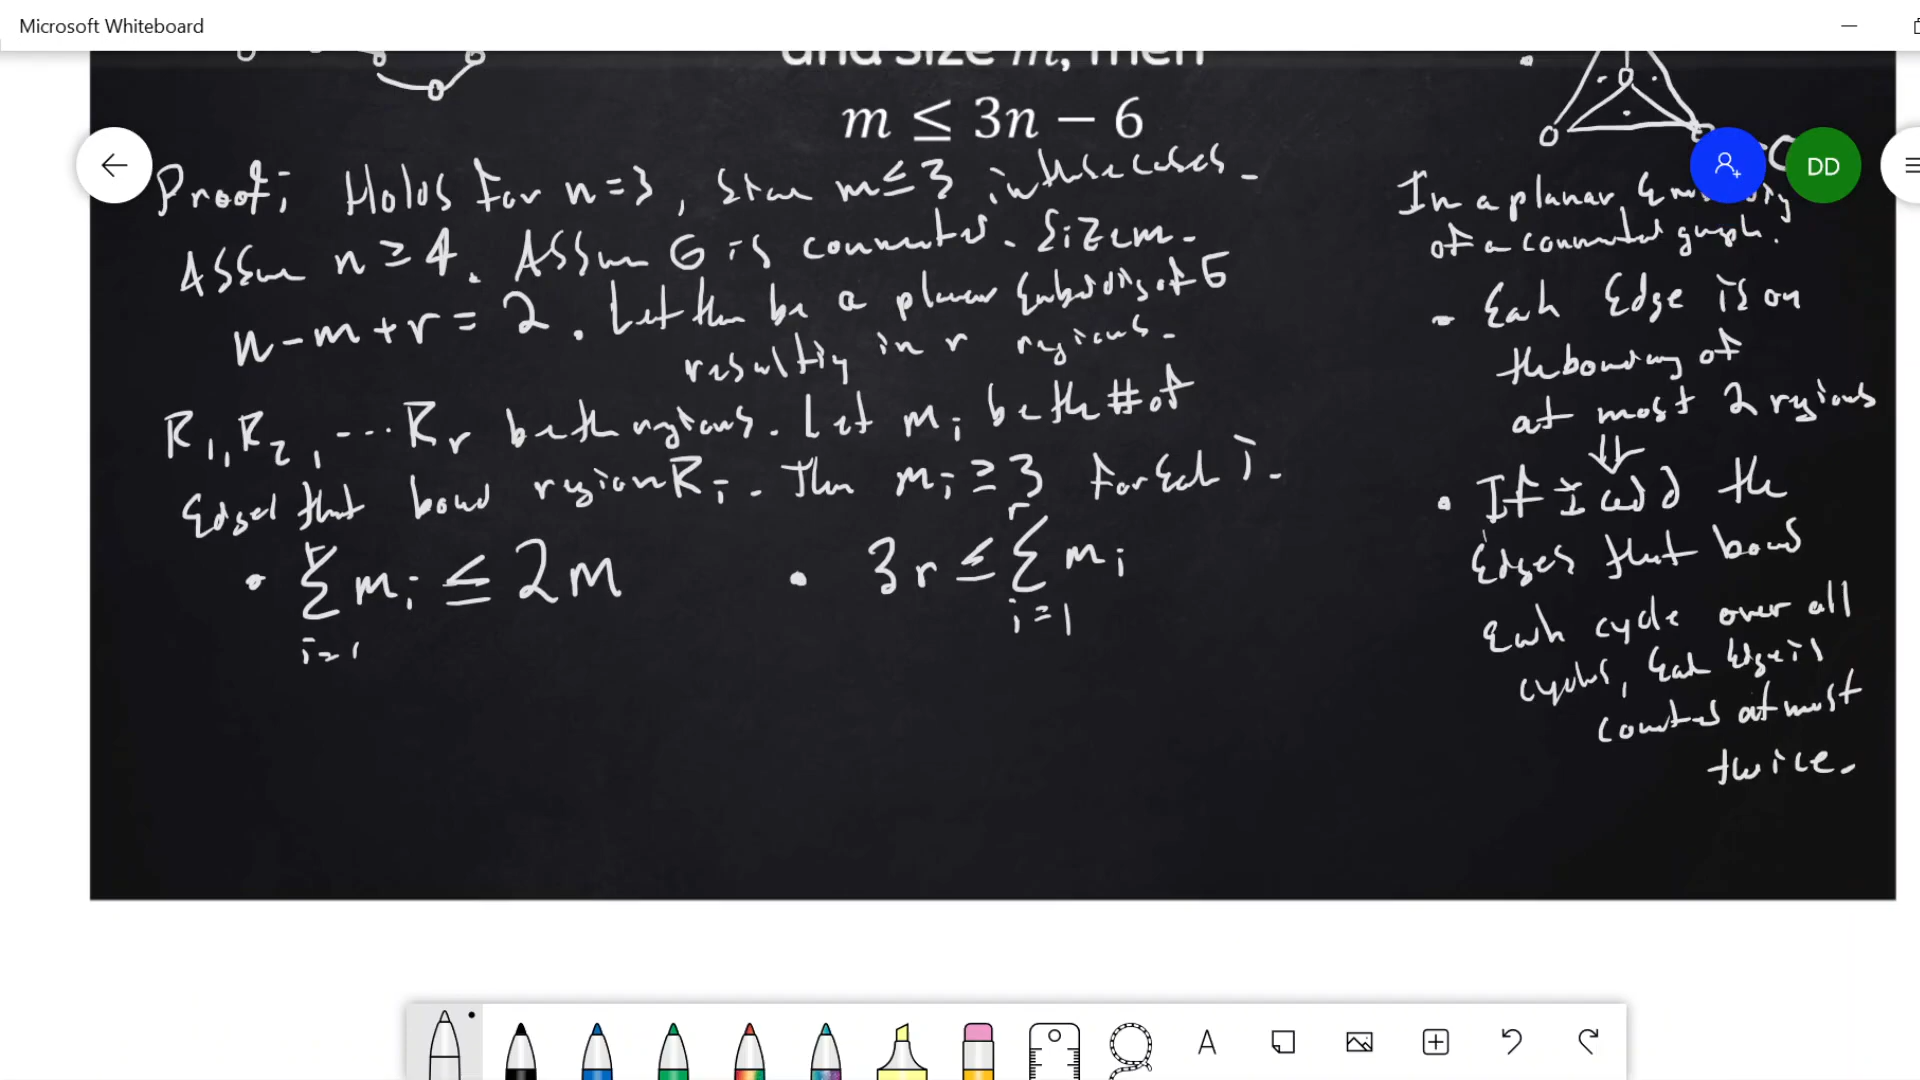 Microsoft Whiteboard
and size m, then
m ≤ 3n − 6
Proof: Holds for n = 3, since m ≤ 3 in these cases.
Assume n ≥ 4. Assume G is connected. Size m.
n − m + r = 2. Let there be a planar Embedding of G
resulting in r regions.
R₁, R₂, ... Rᵣ be the regions. Let mᵢ be the # of
Edges that bound region Rᵢ. Then mᵢ ≥ 3 for Each i.
• ∑ᵢ₌₁ʳ mᵢ ≤ 2m
• 3r ≤ ∑ᵢ₌₁ʳ mᵢ
DD
In a planar Embedding
of a connected graph:
- Each Edge is on
the boundary of
at most 2 regions
⇓
• If I add the
Edges that bound
Each cycle over all
cycles, Each Edge is
counted at most
twice.
A